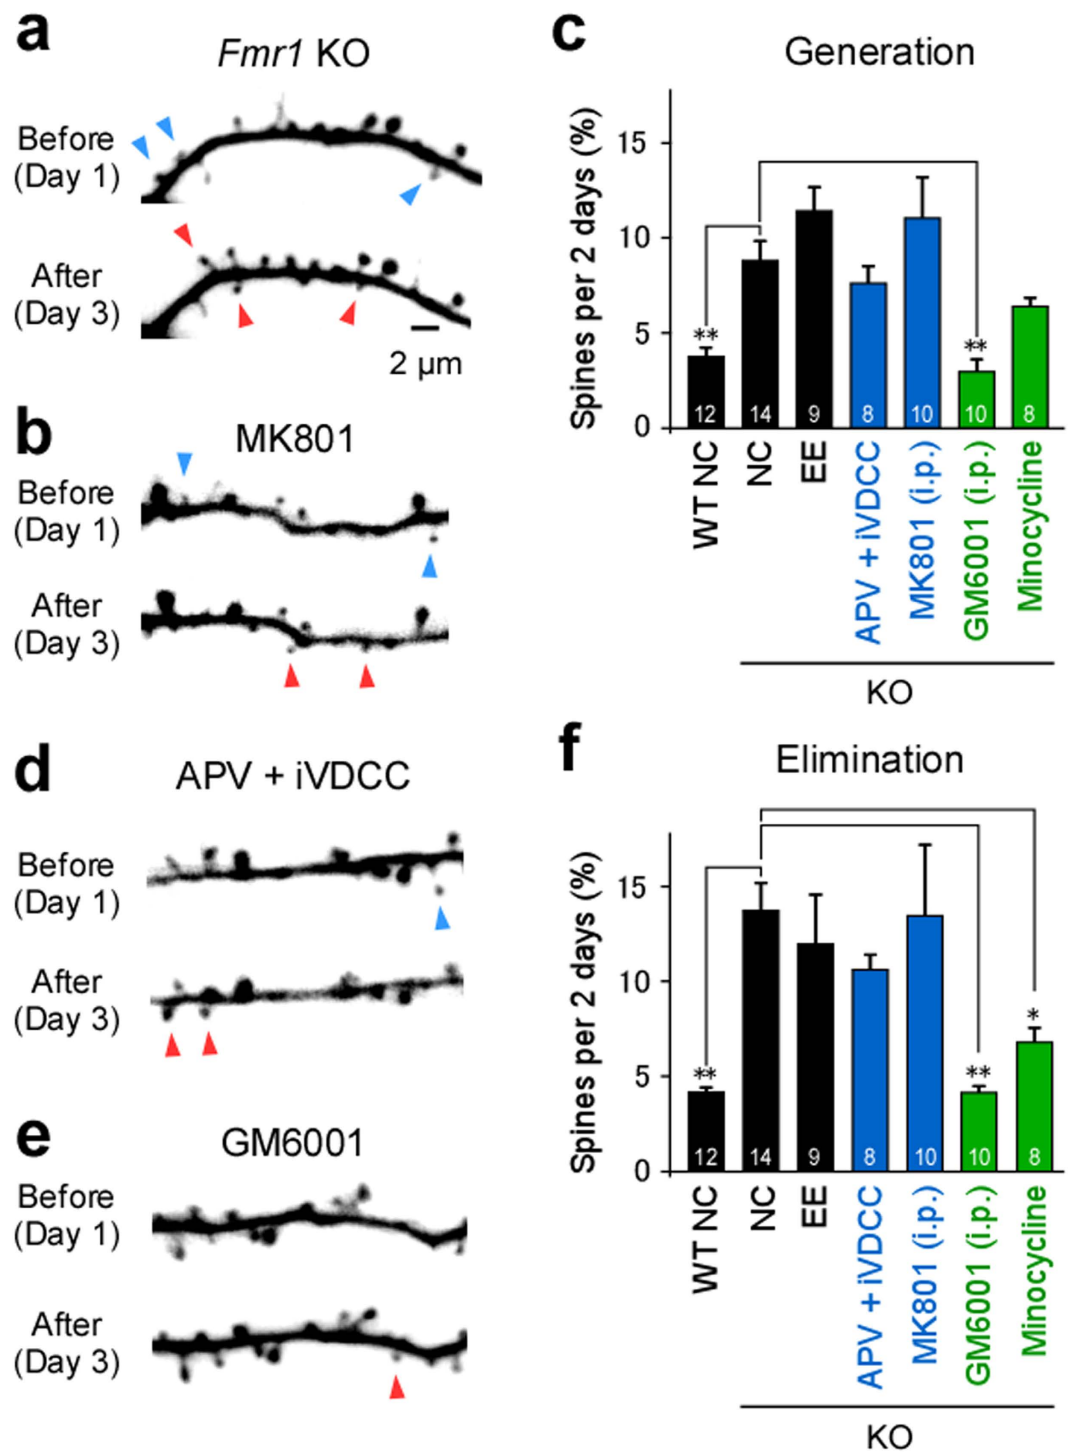 a
Fmr1 KO
Before
(Day 1)
After
(Day 3)
2 µm
b
MK801
Before
(Day 1)
After
(Day 3)
c
Generation
Spines per 2 days (%)
15
10
5
0
**
**
12
14
9
8
10
10
8
WT NC
NC
EE
APV + iVDCC
MK801 (i.p.)
GM6001 (i.p.)
Minocycline
KO
d
APV + iVDCC
Before
(Day 1)
After
(Day 3)
e
GM6001
Before
(Day 1)
After
(Day 3)
f
Elimination
Spines per 2 days (%)
15
10
5
0
**
**
*
12
14
9
8
10
10
8
WT NC
NC
EE
APV + iVDCC
MK801 (i.p.)
GM6001 (i.p.)
Minocycline
KO